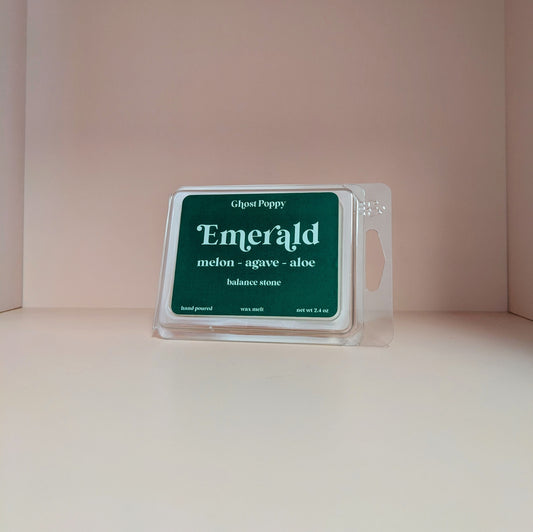 Ghost Poppy
Emerald
melon - agave - aloe
balance stone
hand poured wax melt net wt 2.4 oz